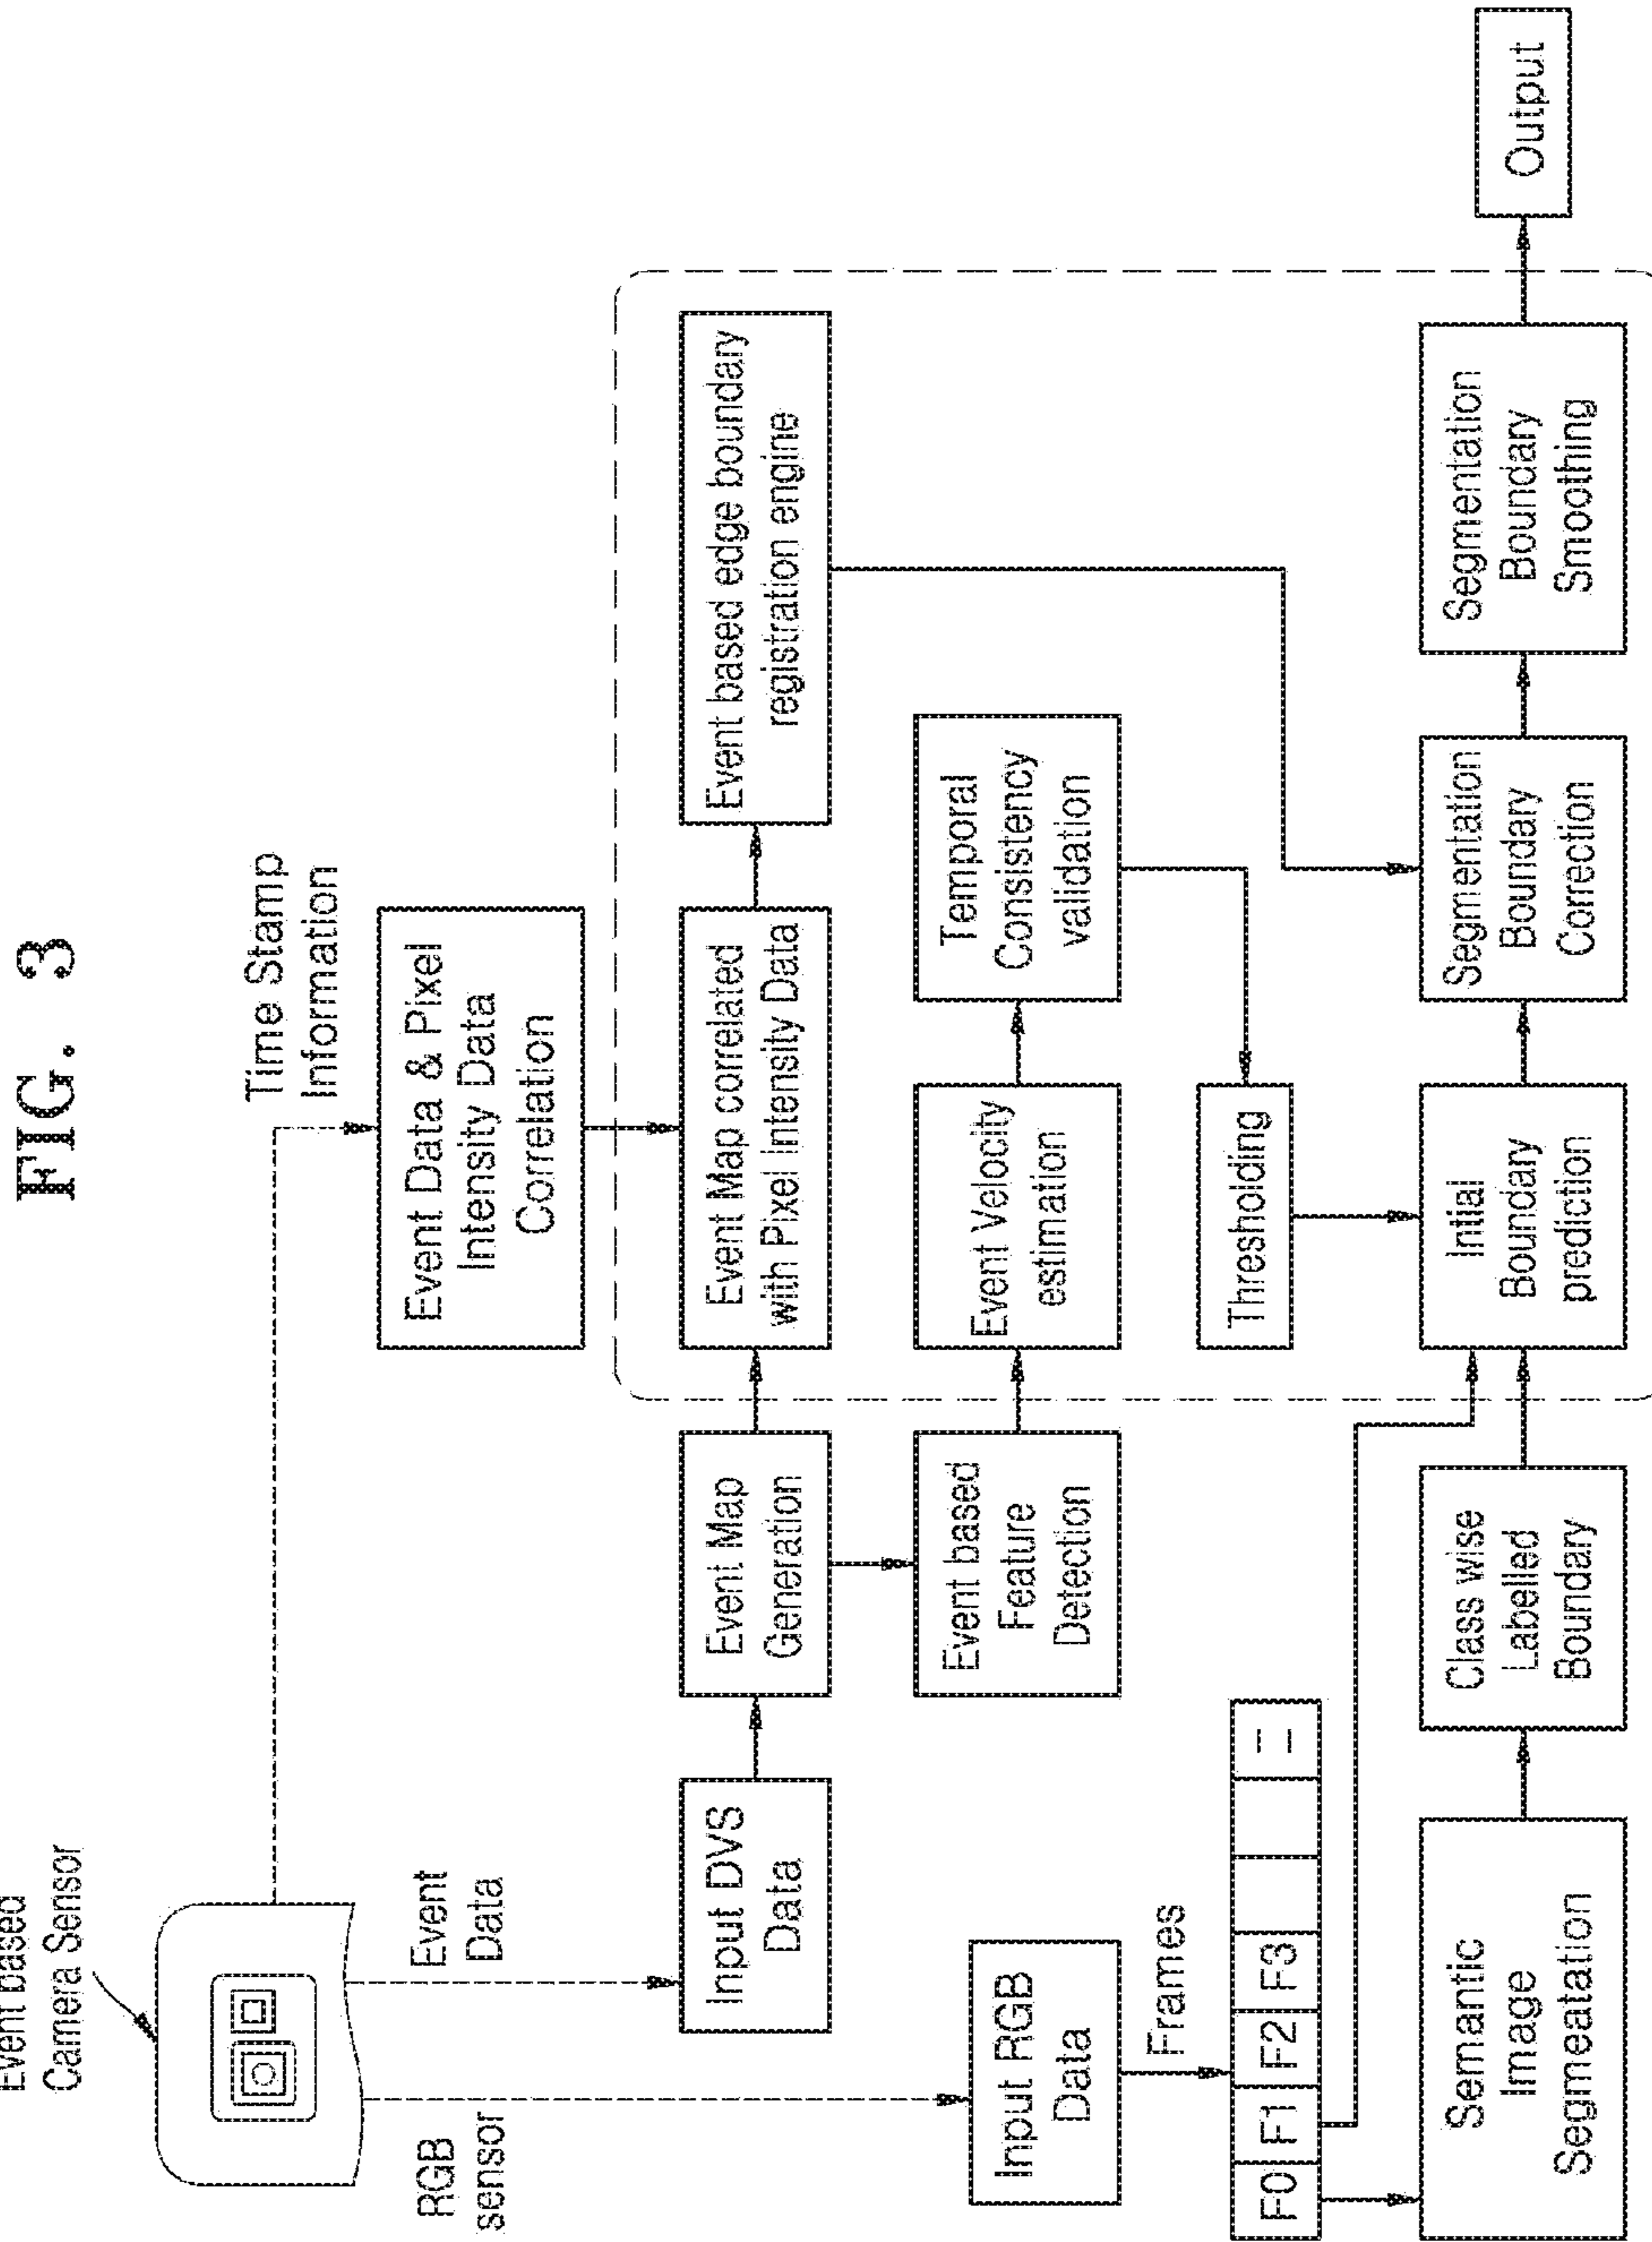 FIG. 3
Event based
Camera Sensor
Time Stamp
Information
Event Data & Pixel
Intensity Data
Correlation
RGB
sensor
Event
Data
Input DVS
Data
Event Map
Generation
Event Map correlated
with Pixel Intensity Data
Event based edge boundary
registration engine
Event based
Feature
Detection
Event Velocity
estimation
Temporal
Consistency
validation
Input RGB
Data
Frames
Thresholding
F0 F1 F2 F3
Semantic
Image
Segmeatation
Class wise
Labelled
Boundary
Intial
Boundary
prediction
Segmentation
Boundary
Correction
Segmentation
Boundary
Smoothing
Output